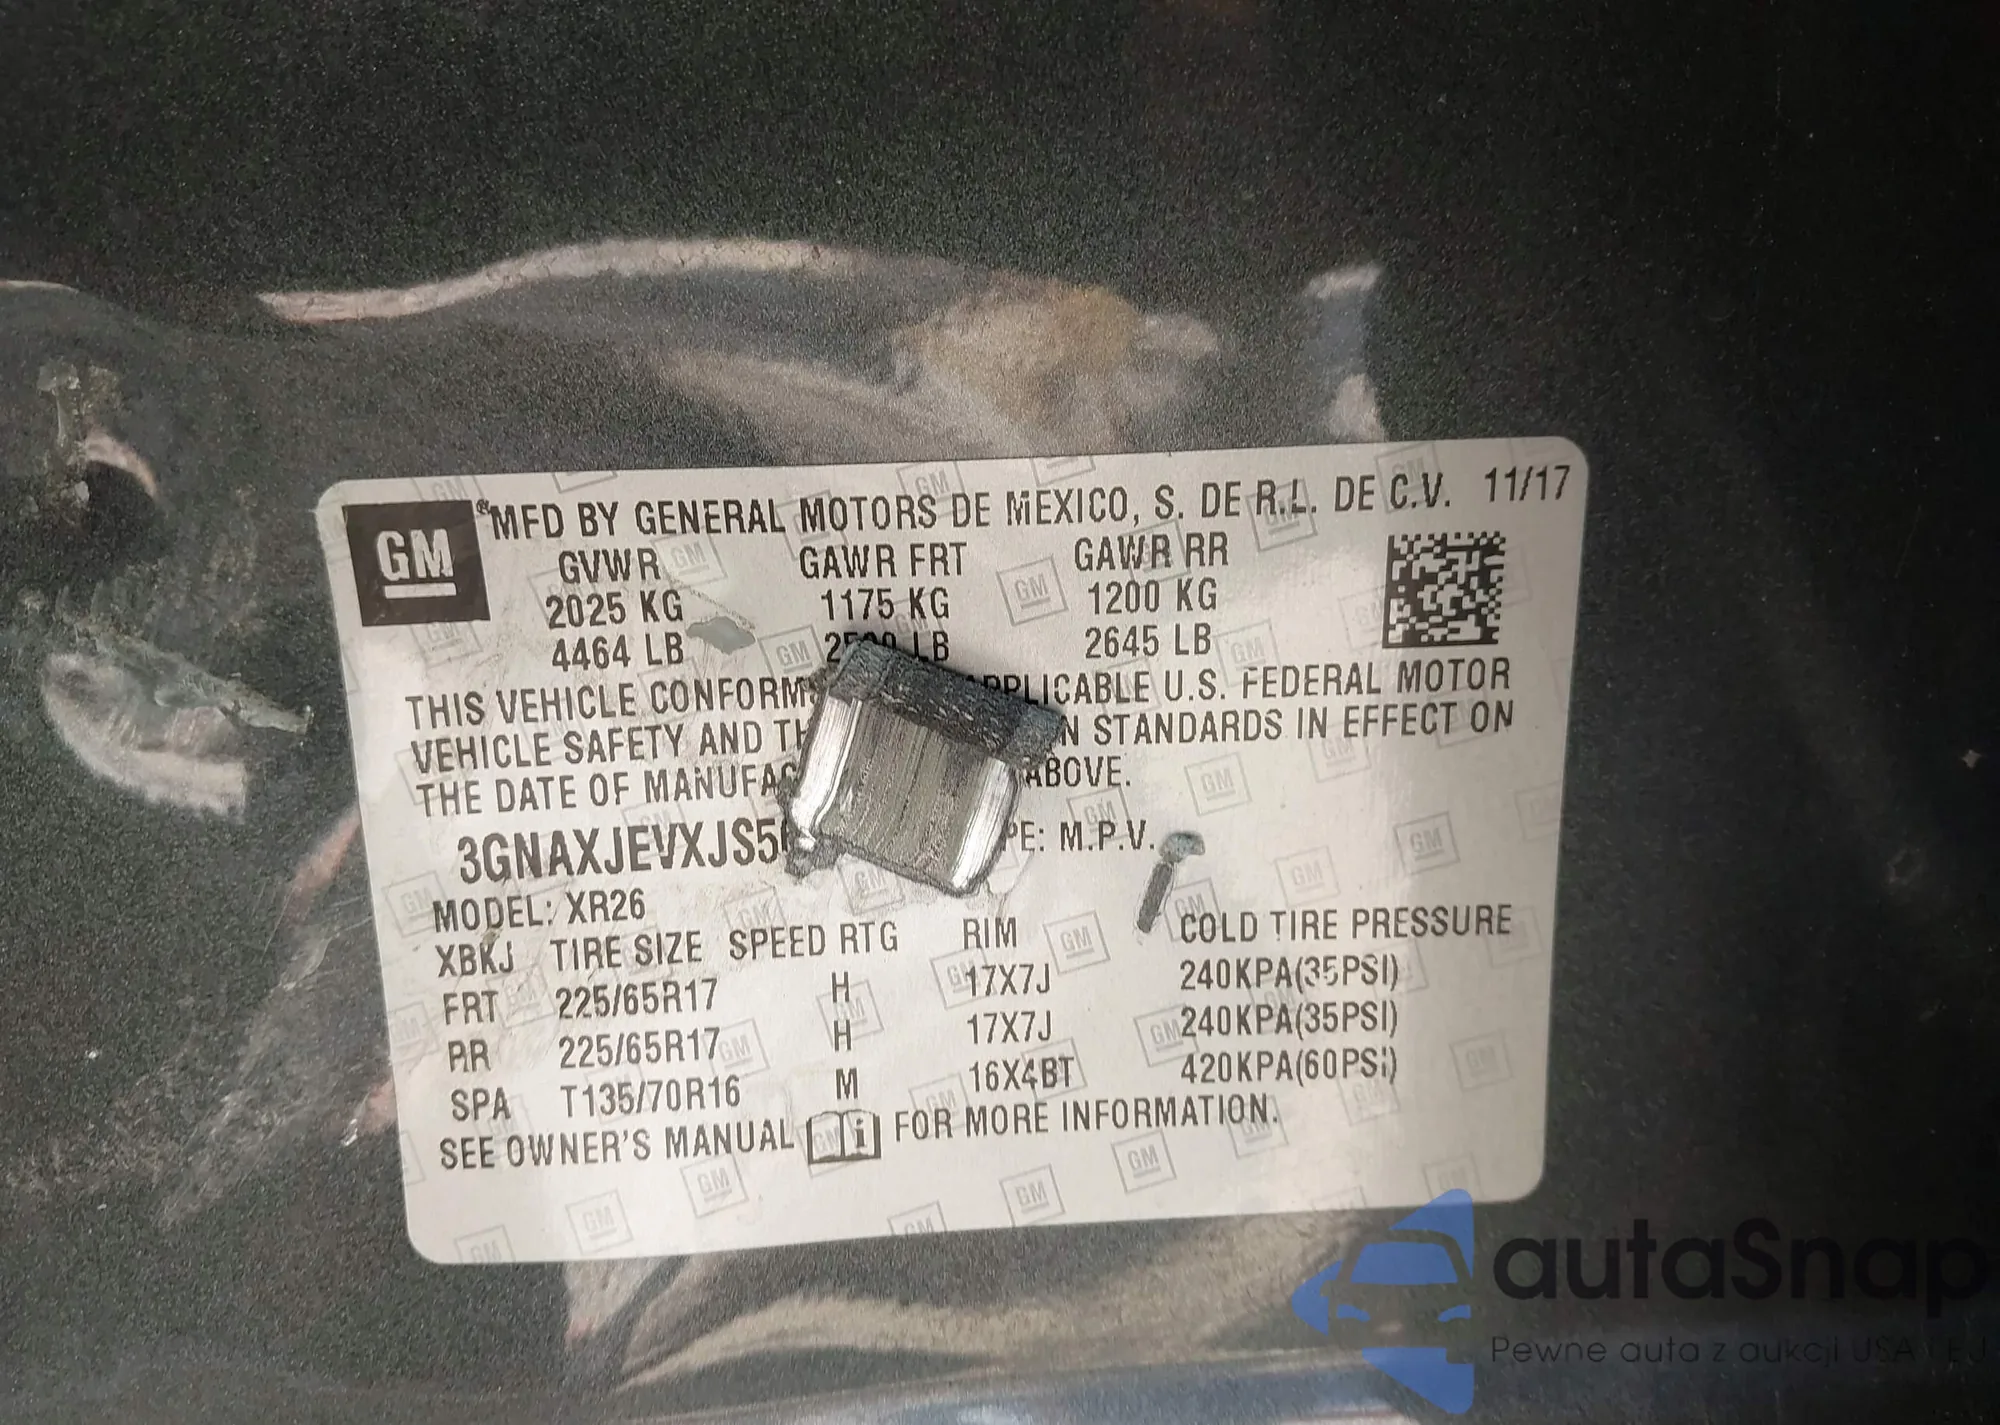 GM
®MFD BY GENERAL MOTORS DE MEXICO, S. DE R.L. DE C.V. 11/17
GVWR GAWR FRT GAWR RR
2025 KG 1175 KG 1200 KG
4464 LB LB 2645 LB
THIS VEHICLE CONFORMS APPLICABLE U.S. FEDERAL MOTOR
VEHICLE SAFETY AND STANDARDS IN EFFECT ON
THE DATE OF ABOVE.
3GNAXJEVXJS5 PE: M.P.V.
MODEL: XR26
XBKJ TIRE SIZE SPEED RTG RIM COLD TIRE PRESSURE
FRT 225/65R17 H 17X7J 240KPA(35PSI)
RR 225/65R17 H 17X7J 240KPA(35PSI)
SPA T135/70R16 M 16X4BT 420KPA(60PSI)
SEE OWNER'S MANUAL i FOR MORE INFORMATION.
autaSnap
Pewne auta z aukcji USA i EU